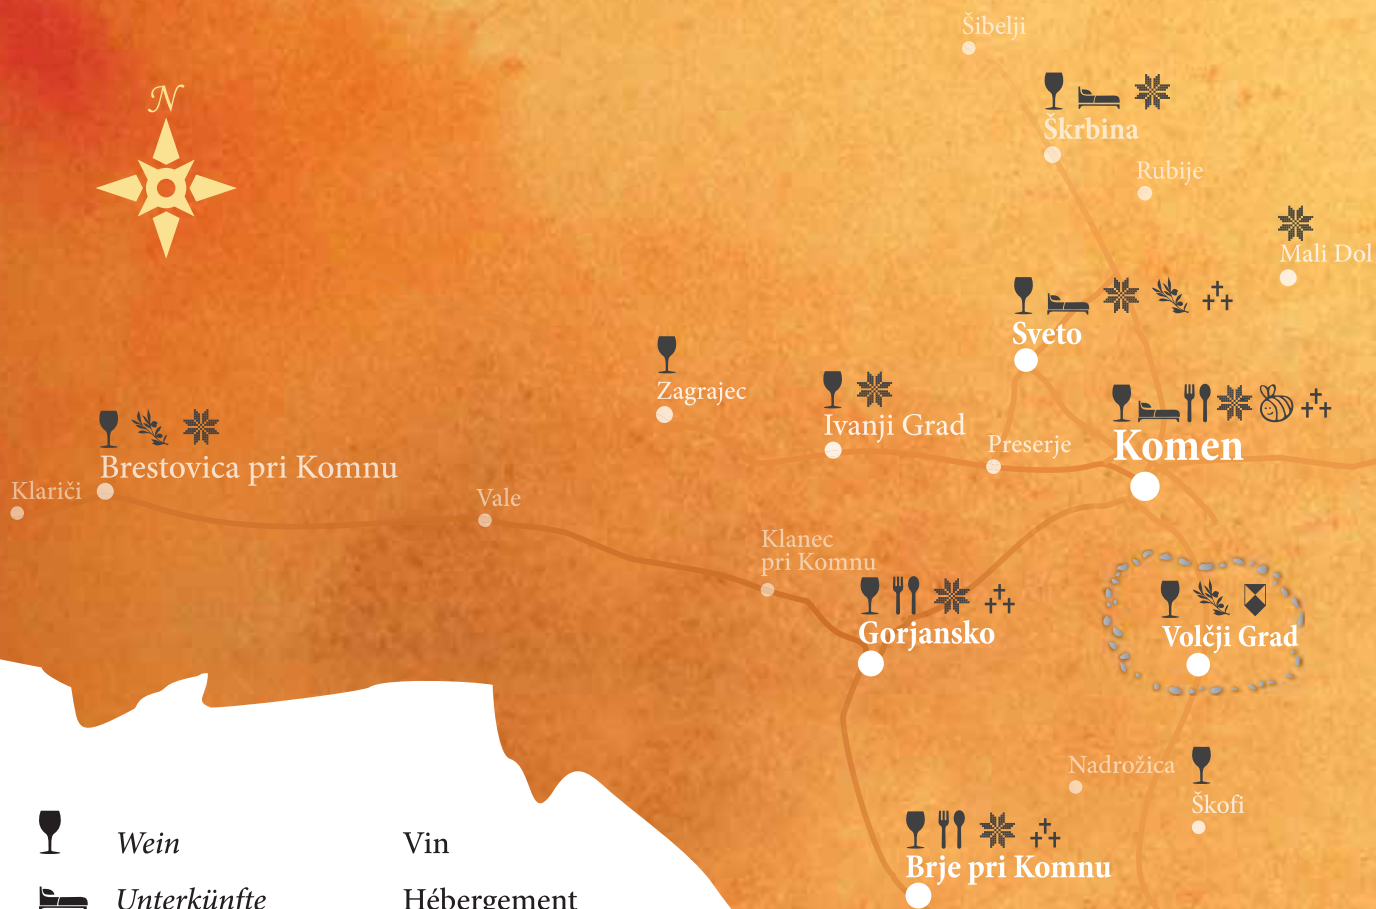 Šibelji
N
Škrbina
Rubije
Mali Dol
Sveto
Zagrajec
Ivanji Grad
Preserje
Komen
Brestovica pri Komnu
Klariči
Vale
Klanec
pri Komnu
Gorjansko
Volčji Grad
Nadrožica
Škofi
Brje pri Komnu
Wein Vin
Unterkünfte Hébergement